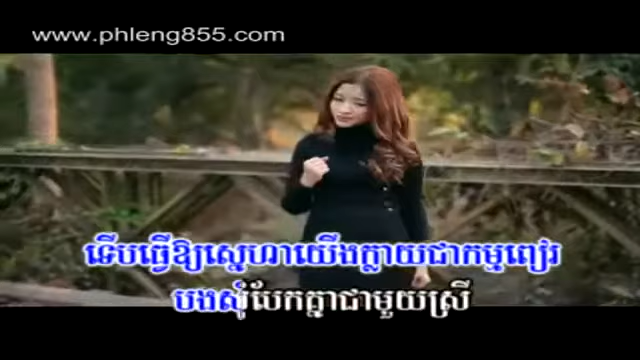 www.phleng855.com
ទើបធ្វើឱ្យស្នេហាយើងក្លាយជាកម្មពៀរ
បងសុំបែកគ្នាជាមួយស្រី